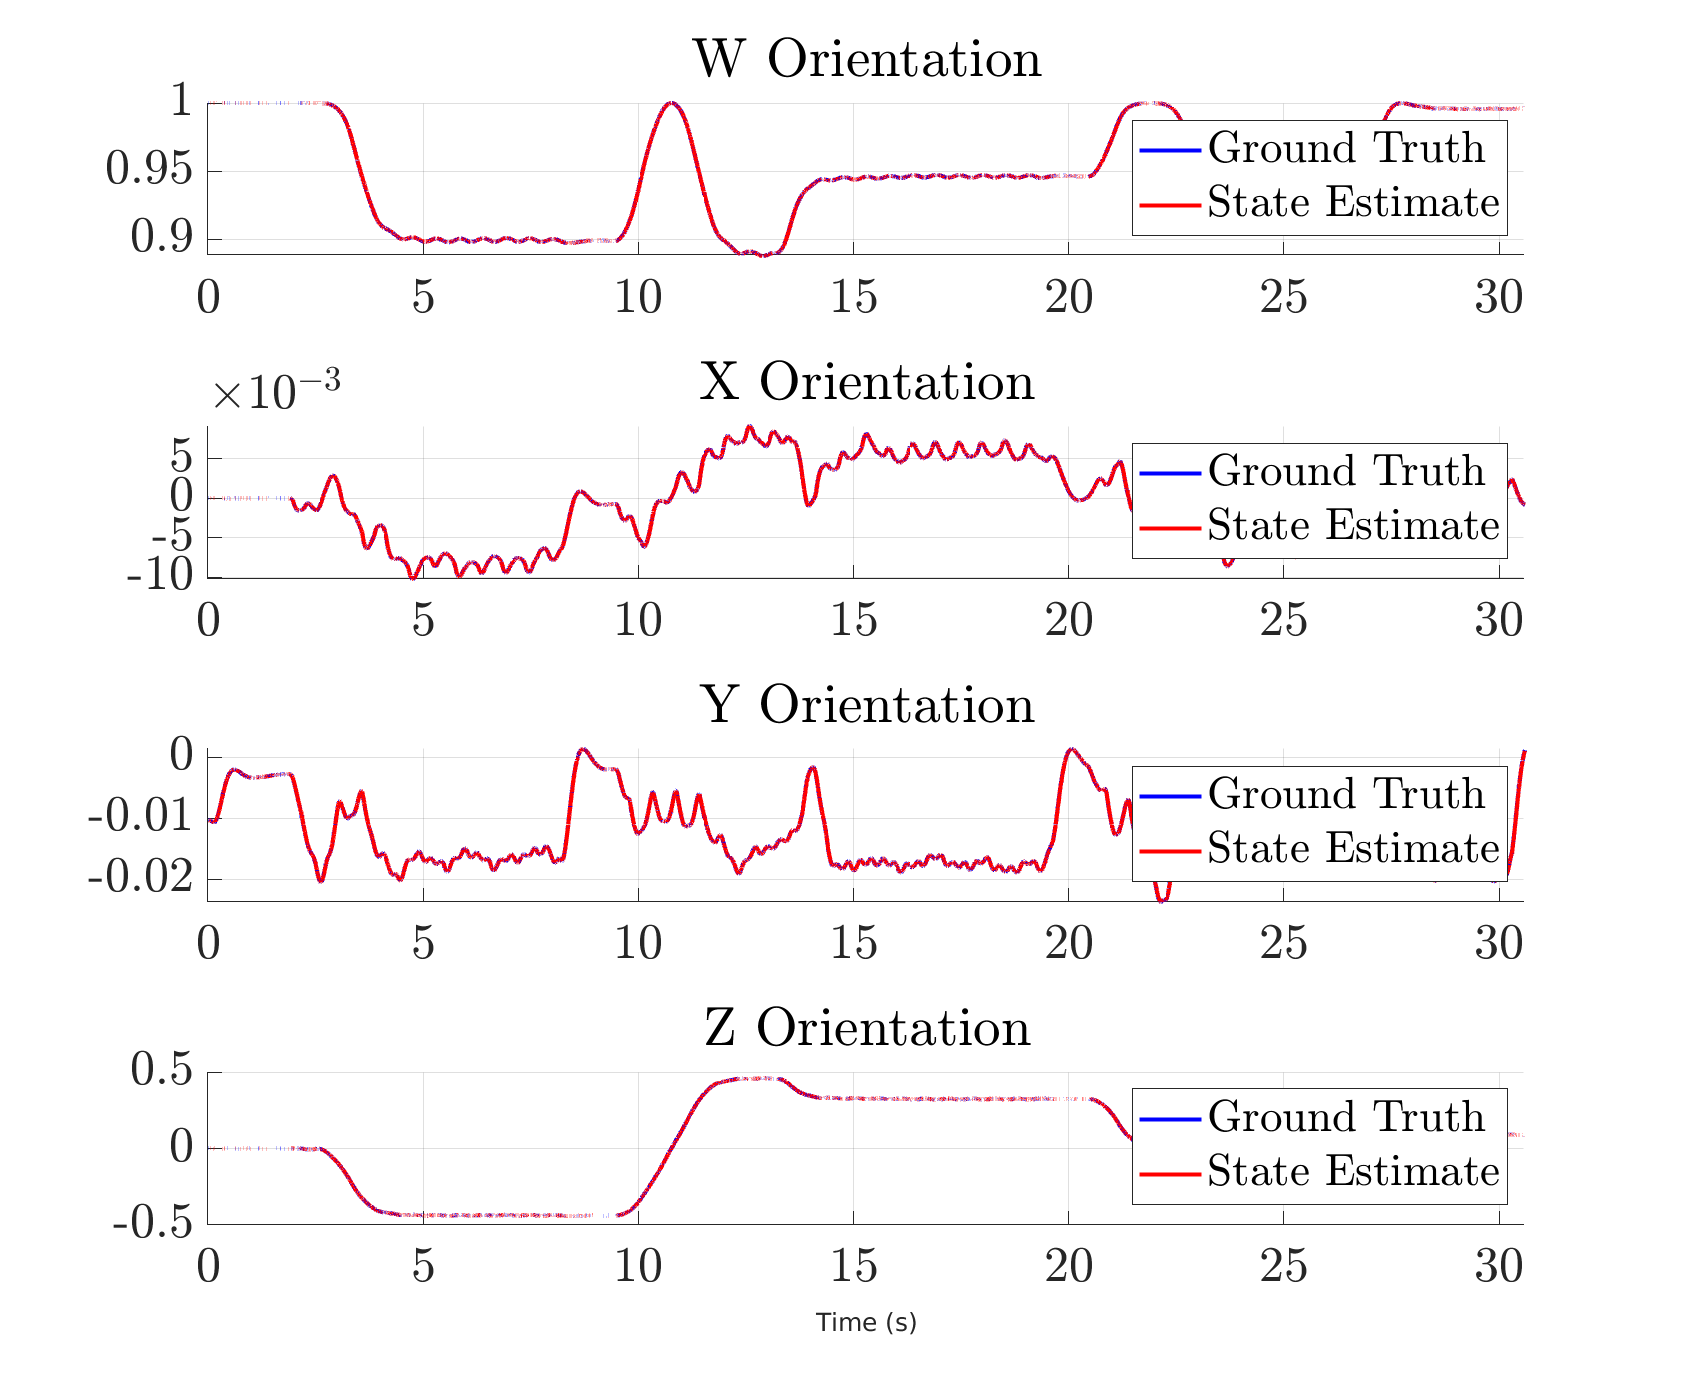 W Orientation
1
0.95
0.9
Ground Truth
State Estimate
0 5 10 15 20 25 30
X Orientation
×10⁻³
5
0
-5
-10
Ground Truth
State Estimate
0 5 10 15 20 25 30
Y Orientation
0
-0.01
-0.02
Ground Truth
State Estimate
0 5 10 15 20 25 30
Z Orientation
0.5
0
-0.5
Ground Truth
State Estimate
0 5 10 15 20 25 30
Time (s)